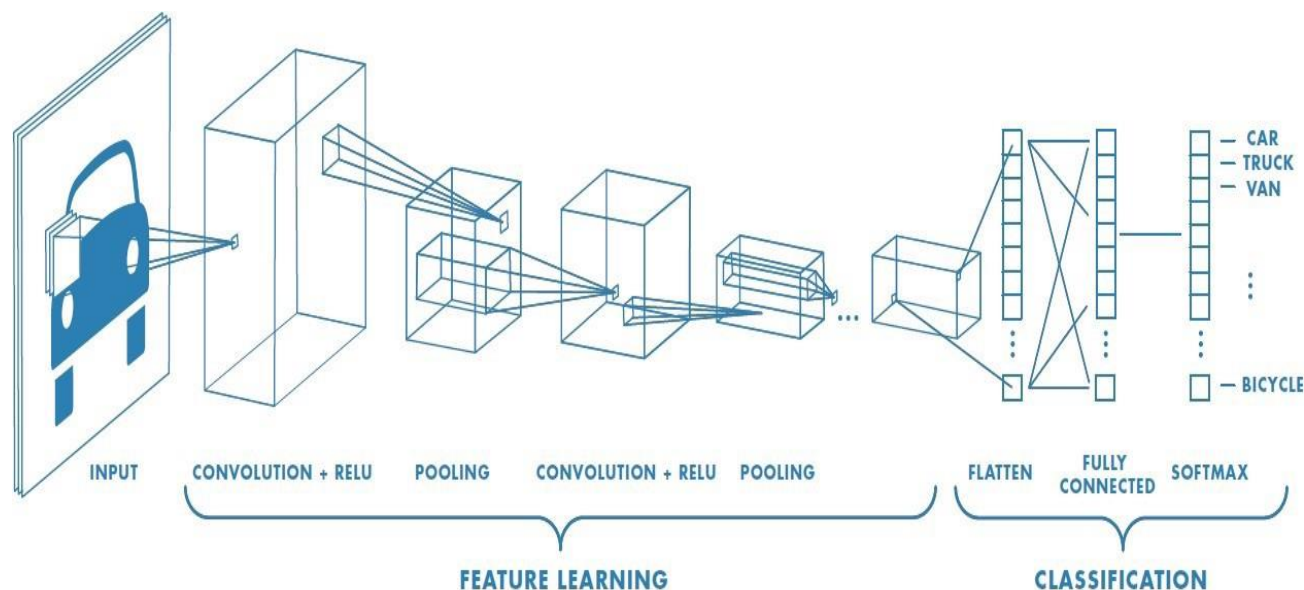 CAR
TRUCK
VAN
BICYCLE
INPUT
CONVOLUTION + RELU
POOLING
CONVOLUTION + RELU
POOLING
FLATTEN
FULLY
CONNECTED
SOFTMAX
FEATURE LEARNING
CLASSIFICATION